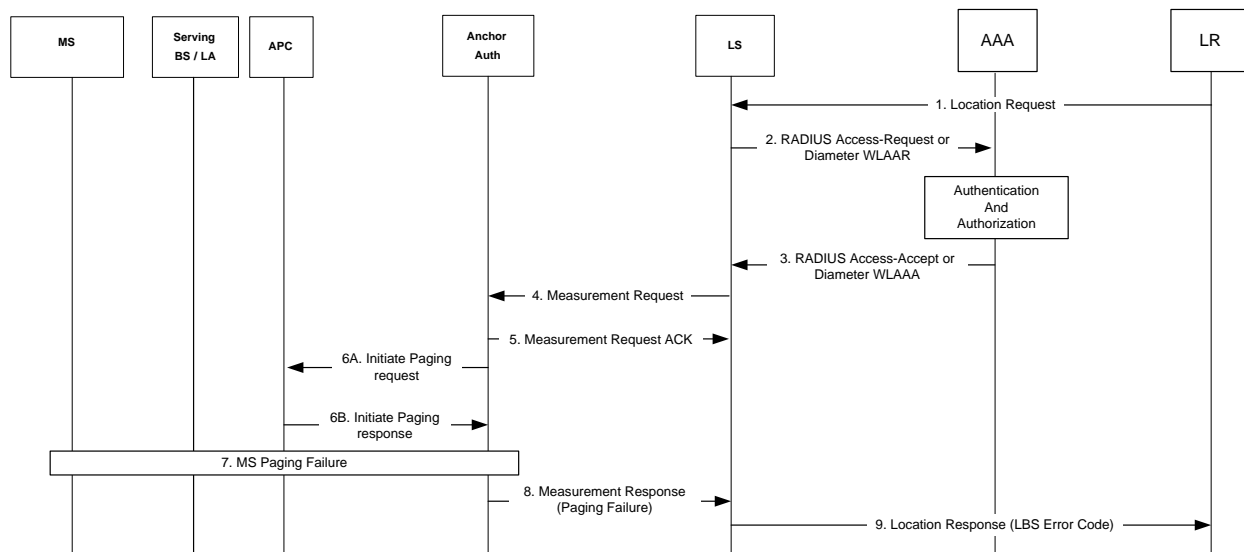 MS
Serving
BS / LA
APC
Anchor
Auth
LS
AAA
LR
1. Location Request
2. RADIUS Access-Request or
Diameter WLAAR
Authentication
And
Authorization
3. RADIUS Access-Accept or
Diameter WLAAA
4. Measurement Request
5. Measurement Request ACK
6A. Initiate Paging
request
6B. Initiate Paging
response
7. MS Paging Failure
8. Measurement Response
(Paging Failure)
9. Location Response (LBS Error Code)